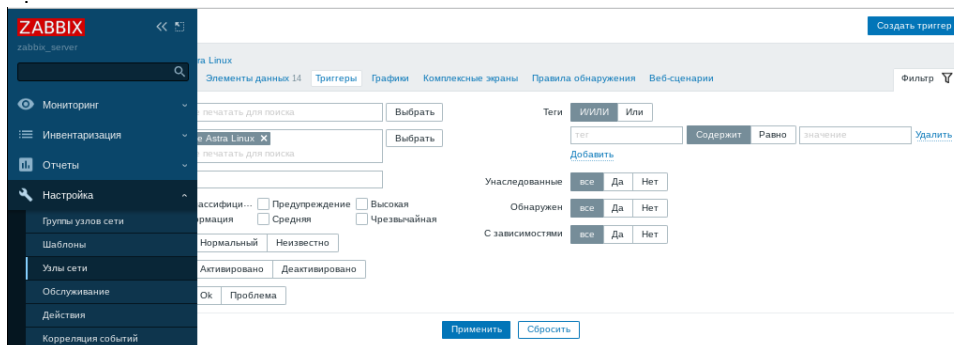 ZABBIX
zabbix_server
Создать триггер
ra Linux
Элементы данных 14 Триггеры Графики Комплексные экраны Правила обнаружения Веб-сценарии
Фильтр
Мониторинг
Инвентаризация
Отчеты
Настройка
Группы узлов сети
Шаблоны
Узлы сети
Обслуживание
Действия
Корреляция событий
печатать для поиска Выбрать
e Astra Linux Выбрать
печатать для поиска
ассифици... Предупреждение Высокая
рмация Средняя Чрезвычайная
Нормальный Неизвестно
Активировано Деактивировано
Ok Проблема
Теги И/ИЛИ Или
тег Содержит Равно значение Удалить
Добавить
Унаследованные все Да Нет
Обнаружен все Да Нет
С зависимостями все Да Нет
Применить Сбросить